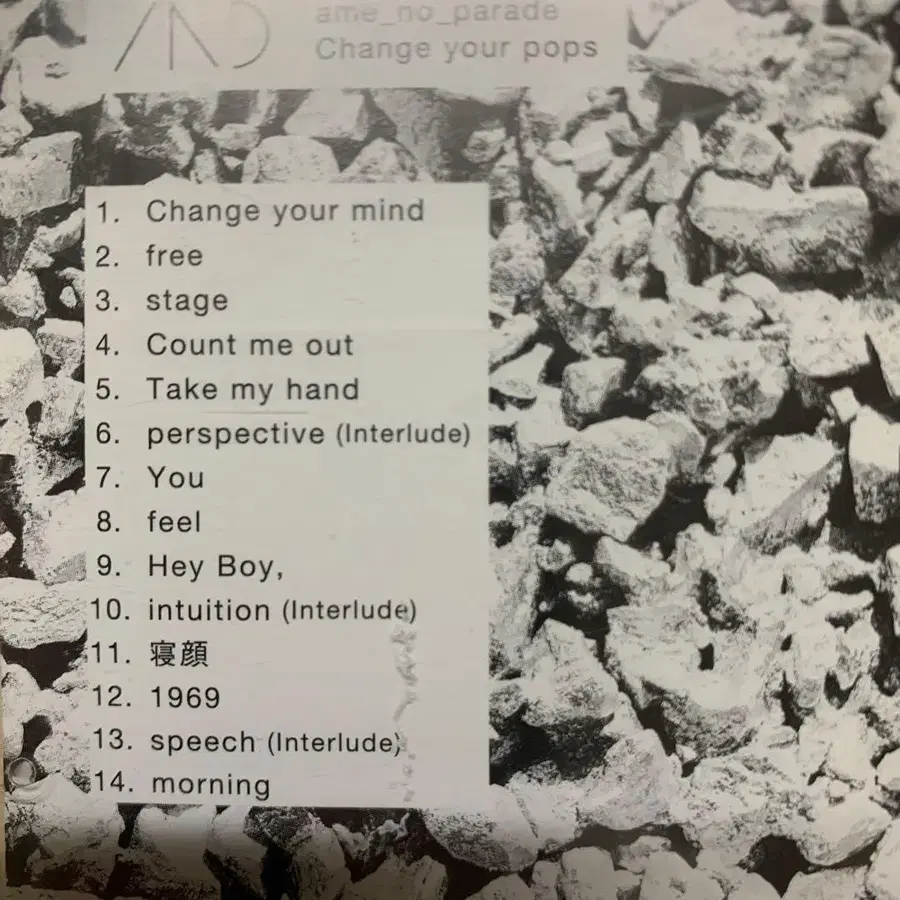 ame_no_parade
Change your pops
1. Change your mind
2. free
3. stage
4. Count me out
5. Take my hand
6. perspective (Interlude)
7. You
8. feel
9. Hey Boy,
10. intuition (Interlude)
11. 寝顔
12. 1969
13. speech (Interlude)
14. morning